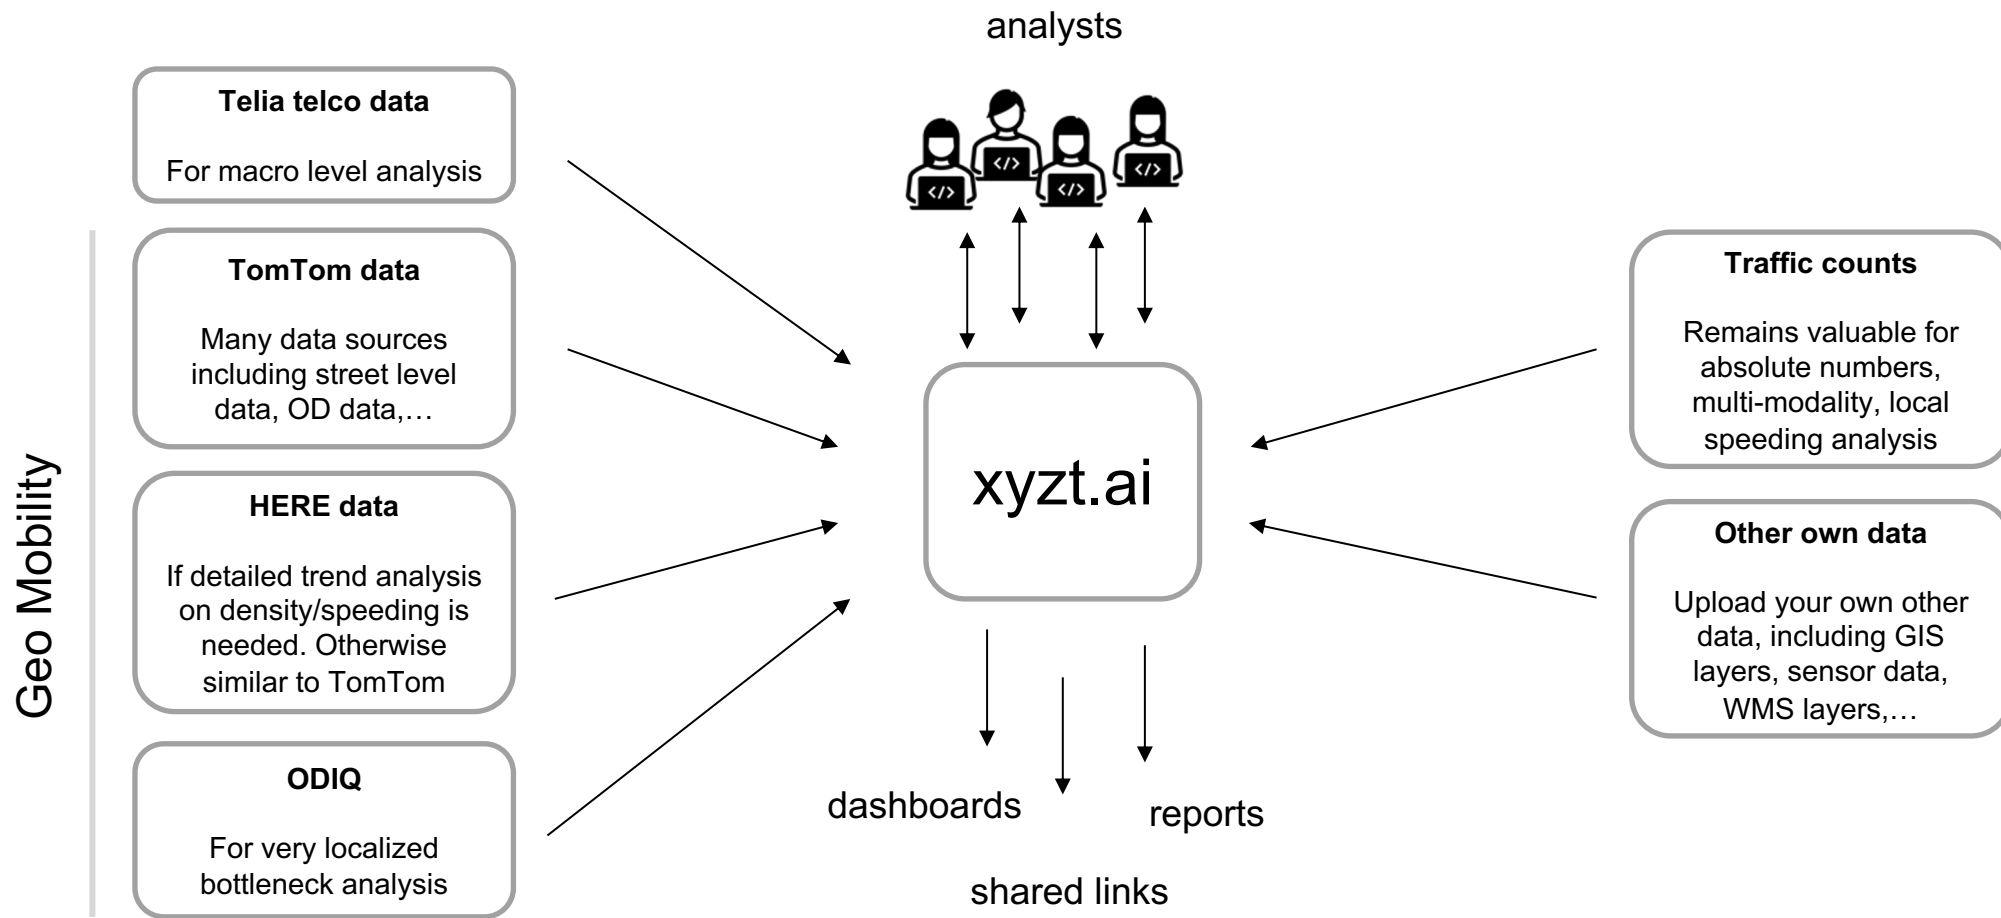 analysts
Telia telco data
For macro level analysis
</>
</>
</>
</>
Geo Mobility
TomTom data
Many data sources
including street level
data, OD data,…
HERE data
If detailed trend analysis
on density/speeding is
needed. Otherwise
similar to TomTom
ODIQ
For very localized
bottleneck analysis
xyzt.ai
Traffic counts
Remains valuable for
absolute numbers,
multi-modality, local
speeding analysis
Other own data
Upload your own other
data, including GIS
layers, sensor data,
WMS layers,…
dashboards
reports
shared links